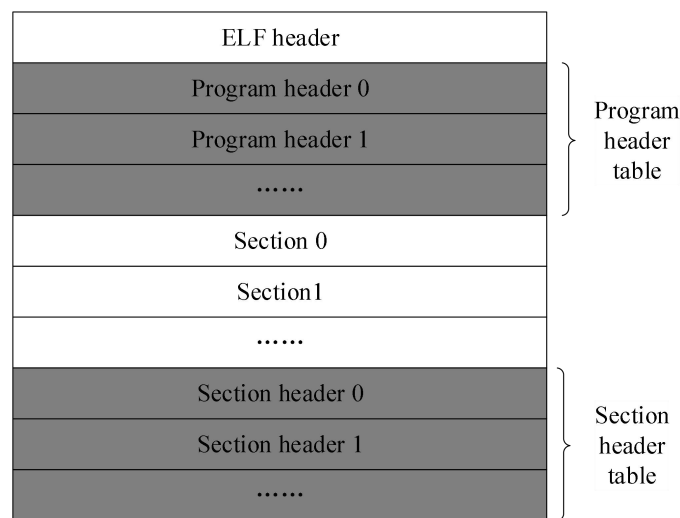 ELF header
Program header 0
Program header 1
……
Program
header
table
Section 0
Section1
……
Section header 0
Section header 1
……
Section
header
table